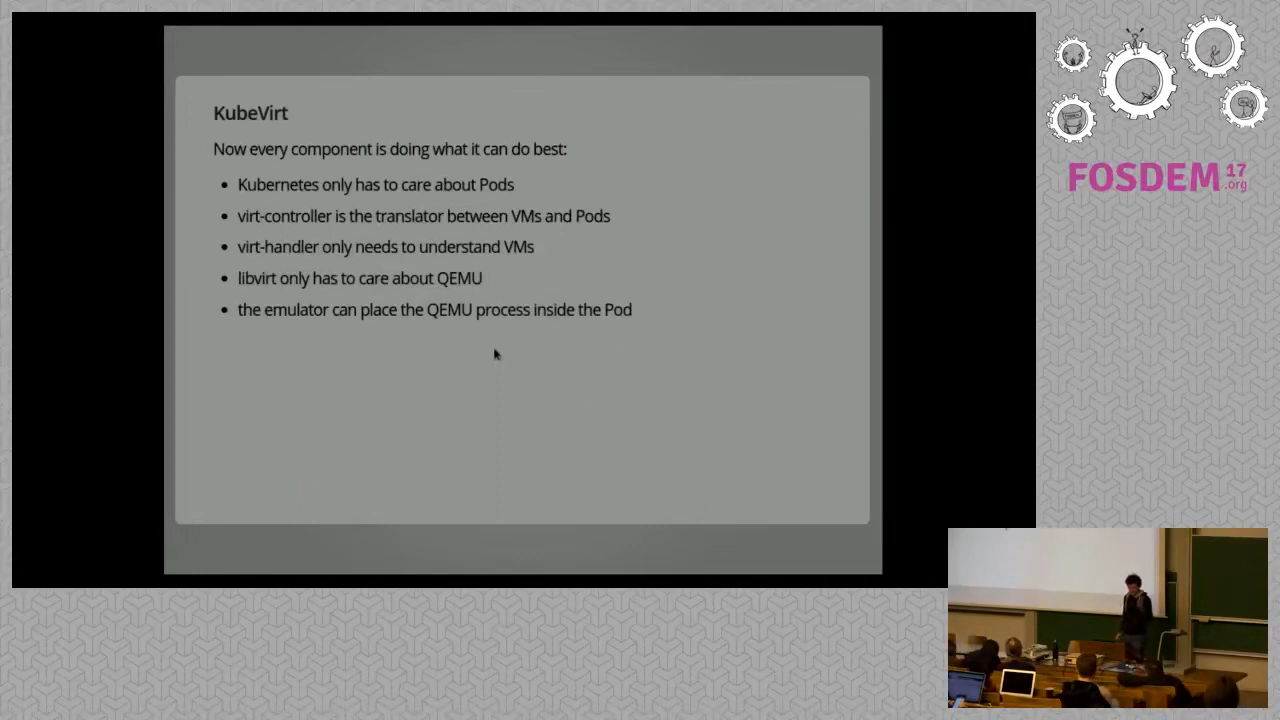 KubeVirt
Now every component is doing what it can do best:
• Kubernetes only has to care about Pods
• virt-controller is the translator between VMs and Pods
• virt-handler only needs to understand VMs
• libvirt only has to care about QEMU
• the emulator can place the QEMU process inside the Pod
FOSDEM 17
.org